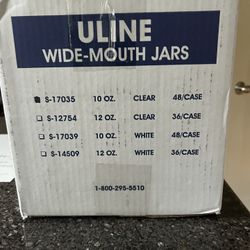 ULINE
WIDE-MOUTH JARS
S-17035 10 OZ. CLEAR 48/CASE
S-12754 12 OZ. CLEAR 36/CASE
S-17039 10 OZ. WHITE 48/CASE
S-14509 12 OZ. WHITE 36/CASE
1-800-295-5510